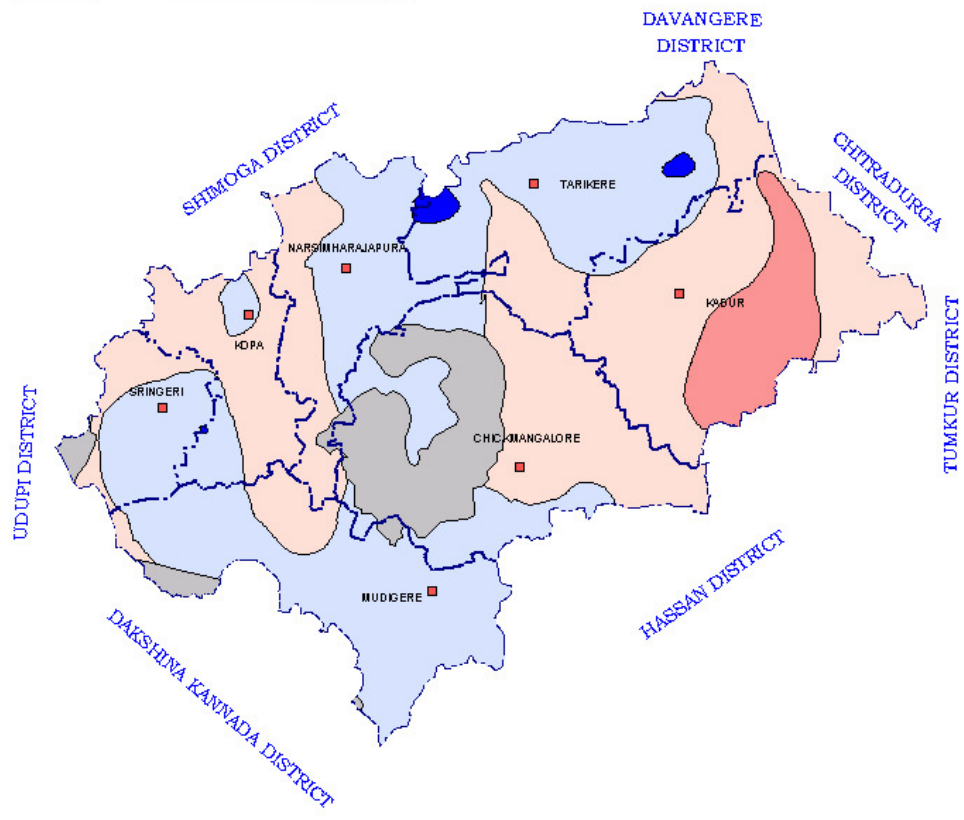 DAVANGERE
DISTRICT
SHIMOGA DISTRICT
CHITRADURGA
DISTRICT
TARIKERE
NARSIMHARAJAPURA
KADUR
KOPA
SRINGERI
CHICKMANGALORE
UDUPI DISTRICT
TUMKUR DISTRICT
MUDIGERE
HASSAN DISTRICT
DAKSHINA KANNADA DISTRICT